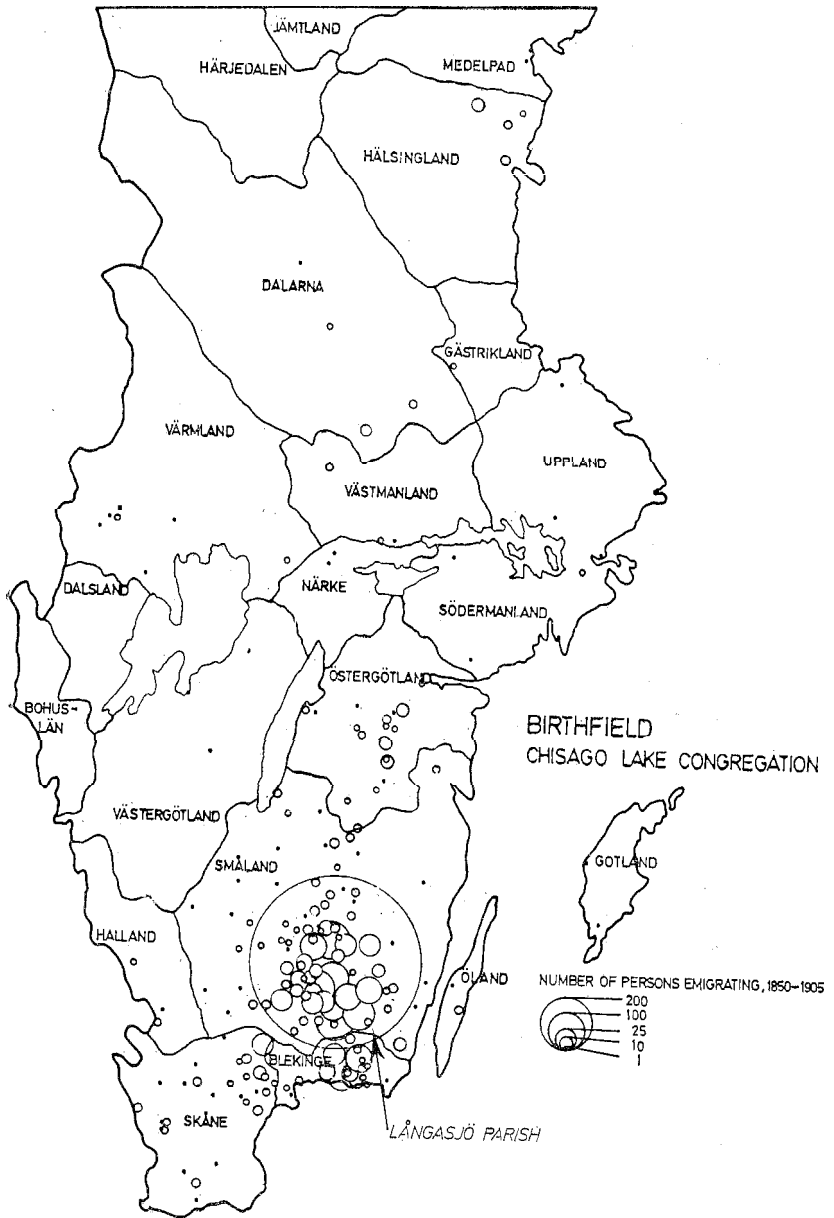 JÄMTLAND
HÄRJEDALEN
MEDELPAD
HÄLSINGLAND
DALARNA
GÄSTRIKLAND
VÄRMLAND
UPPLAND
VÄSTMANLAND
DALSLAND
NÄRKE
SÖDERMANLAND
ÖSTERGÖTLAND
BOHUS-
LÄN
BIRTHFIELD
CHISAGO LAKE CONGREGATION
VÄSTERGÖTLAND
SMÅLAND
GOTLAND
HALLAND
ÖLAND
NUMBER OF PERSONS EMIGRATING, 1850-1905
200
100
25
10
1
BLEKINGE
SKÅNE
LÅNGASJÖ PARISH